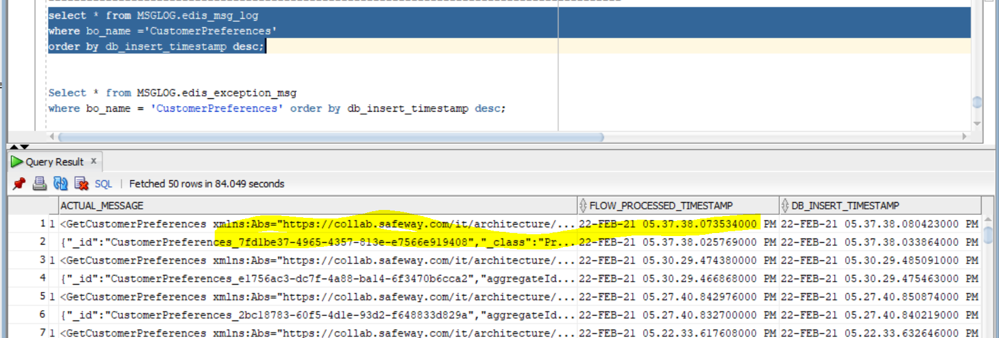 select * from MSGLOG.edis_msg_log
where bo_name ='CustomerPreferences'
order by db_insert_timestamp desc;
Select * from MSGLOG.edis_exception_msg
where bo_name = 'CustomerPreferences' order by db_insert_timestamp desc;
Query Result x
SQL | Fetched 50 rows in 84.049 seconds
ACTUAL_MESSAGE FLOW_PROCESSED_TIMESTAMP DB_INSERT_TIMESTAMP
1 l <GetCustomerPreferences xmlns:Abs="https://collab.safeway.com/it/architecture/... 22-FEB-21 05.37.38.073534000 PM 22-FEB-21 05.37.38.080423000 PM
2 {"_id":"CustomerPreferences_7fd1be37-4965-4357-813e-e7566e919408","_class":"Pr... 22-FEB-21 05.37.38.025769000 PM 22-FEB-21 05.37.38.033864000 PM
3 l <GetCustomerPreferences xmlns:Abs="https://collab.safeway.com/it/architecture/... 22-FEB-21 05.30.29.474380000 PM 22-FEB-21 05.30.29.485091000 PM
4 {"_id":"CustomerPreferences_e1756ac3-dc7f-4a88-ba14-6f3470b6cca2","aggregateId... 22-FEB-21 05.30.29.466868000 PM 22-FEB-21 05.30.29.475463000 PM
5 l <GetCustomerPreferences xmlns:Abs="https://collab.safeway.com/it/architecture/... 22-FEB-21 05.27.40.842976000 PM 22-FEB-21 05.27.40.850874000 PM
6 {"_id":"CustomerPreferences_2bc18783-60f5-4d1e-93d2-f648833d829a","aggregateId... 22-FEB-21 05.27.40.832700000 PM 22-FEB-21 05.27.40.840219000 PM
7 l <GetCustomerPreferences xmlns:Abs="https://collab.safeway.com/it/architecture/... 22-FEB-21 05.22.33.617608000 PM 22-FEB-21 05.22.33.632646000 PM